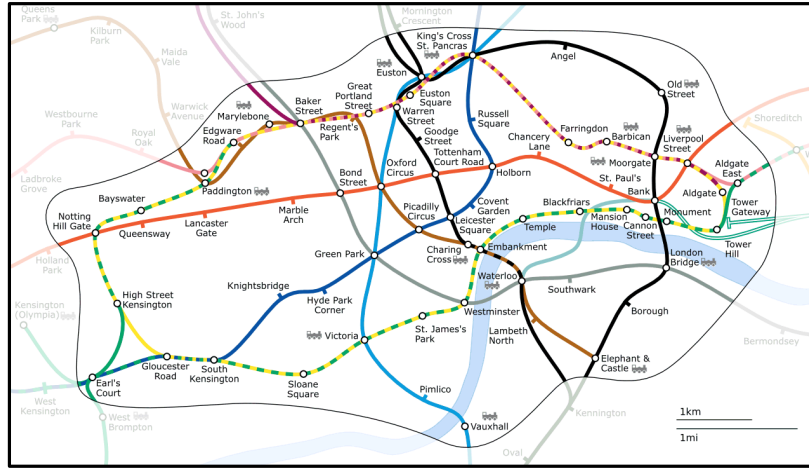 Queens
Park
Kilburn
Park
St. John's
Wood
Mornington
Crescent
Maida
Vale
King's Cross
St. Pancras
Euston
Angel
Old
Street
Great
Portland
Street
Euston
Square
Warren
Street
Baker
Street
Marylebone
Warwick
Avenue
Edgware
Road
Regent's
Park
Goodge
Street
Russell
Square
Farringdon
Barbican
Liverpool
Street
Shoreditch
Westbourne
Park
Royal
Oak
Chancery
Lane
Moorgate
Aldgate
East
Tottenham
Court Road
Oxford
Circus
Bond
Street
Holborn
St. Paul's
Bank
Aldgate
Tower
Gateway
Ladbroke
Grove
Paddington
Bayswater
Notting
Hill Gate
Queensway
Lancaster
Gate
Marble
Arch
Picadilly
Circus
Covent
Garden
Leicester
Square
Blackfriars
Temple
Mansion
House
Cannon
Street
Monument
Tower
Hill
Holland
Park
Green Park
Charing
Cross
Embankment
Waterloo
London
Bridge
Kensington
(Olympia)
High Street
Kensington
Knightsbridge
Hyde Park
Corner
Southwark
Westminster
Borough
Bermondsey
Victoria
St. James's
Park
Lambeth
North
Gloucester
Road
South
Kensington
Sloane
Square
Elephant &
Castle
Earl's
Court
West
Kensington
West
Brompton
Pimlico
Vauxhall
Kennington
Oval
1km
1mi